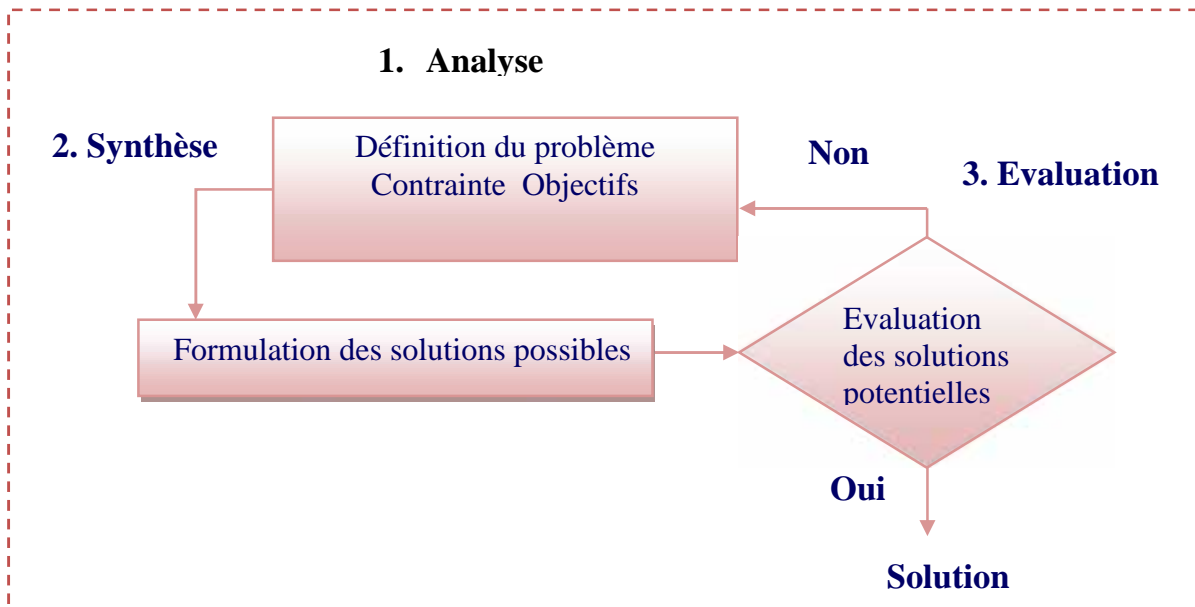 1. Analyse
2. Synthèse
Définition du problème
Contrainte Objectifs
Non
3. Evaluation
Formulation des solutions possibles
Evaluation
des solutions
potentielles
Oui
Solution